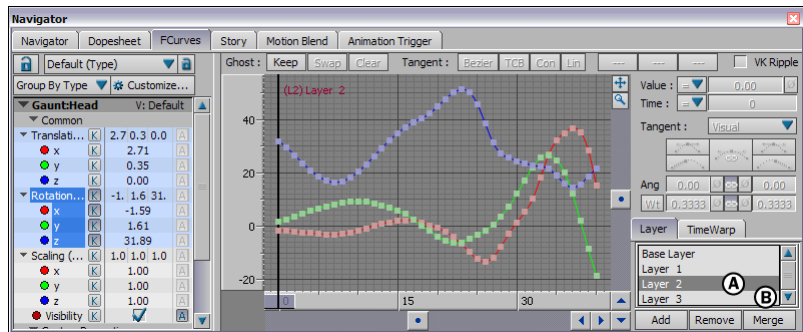 Navigator
Navigator Dopesheet FCurves Story Motion Blend Animation Trigger
Default (Type) Ghost : Keep Swap Clear Tangent : Bezier TCB Con Lin --- --- --- VK Ripple
Group By Type Customize...
Gaunt:Head V: Default
Common
Translati... K 2.7 0.3 0.0 A
x 2.71
y 0.35
z 0.00
Rotation... K -1. 1.6 31. A
x K -1.59 A
y K 1.61 A
z K 31.89 A
Scaling (... K 1.0 1.0 1.0 A
x K 1.00 A
y K 1.00 A
z K 1.00 A
Visibility K A
(L2) Layer 2
40
20
0
-20
0 15 30
Value : = 0.00
Time : = 0
Tangent : Visual
Ang 0.00 0.00
Wt 0.3333 0.3333
Layer TimeWarp
Base Layer
Layer 1
Layer 2 A
Layer 3 B
Add Remove Merge